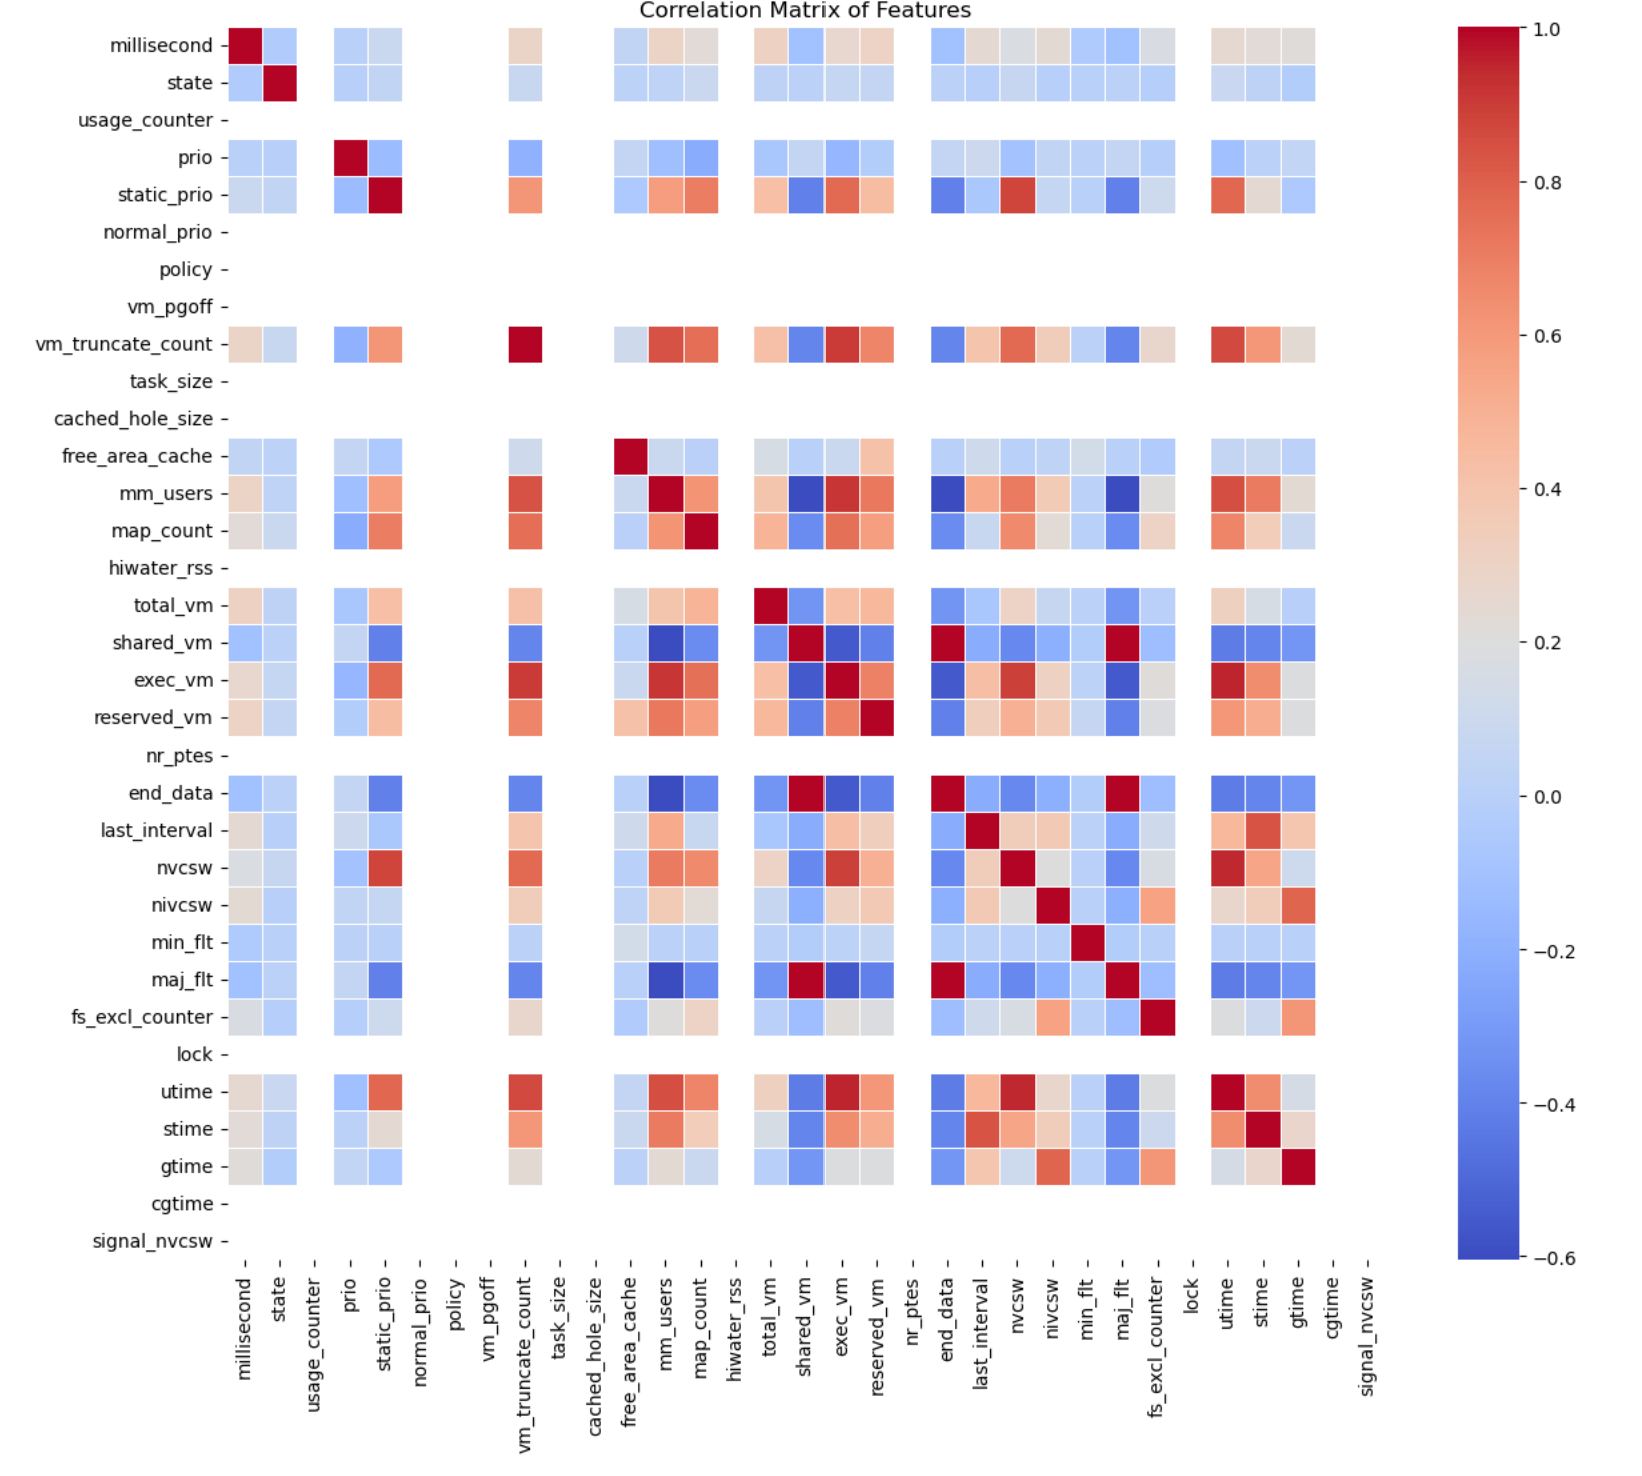 Correlation Matrix of Features
millisecond
state
usage_counter
prio
static_prio
normal_prio
policy
vm_pgoff
vm_truncate_count
task_size
cached_hole_size
free_area_cache
mm_users
map_count
hiwater_rss
total_vm
shared_vm
exec_vm
reserved_vm
nr_ptes
end_data
last_interval
nvcsw
nivcsw
min_flt
maj_flt
fs_excl_counter
lock
utime
stime
gtime
cgtime
signal_nvcsw
millisecond
state
usage_counter
prio
static_prio
normal_prio
policy
vm_pgoff
vm_truncate_count
task_size
cached_hole_size
free_area_cache
mm_users
map_count
hiwater_rss
total_vm
shared_vm
exec_vm
reserved_vm
nr_ptes
end_data
last_interval
nvcsw
nivcsw
min_flt
maj_flt
fs_excl_counter
lock
utime
stime
gtime
cgtime
signal_nvcsw
1.0
0.8
0.6
0.4
0.2
0.0
−0.2
−0.4
−0.6